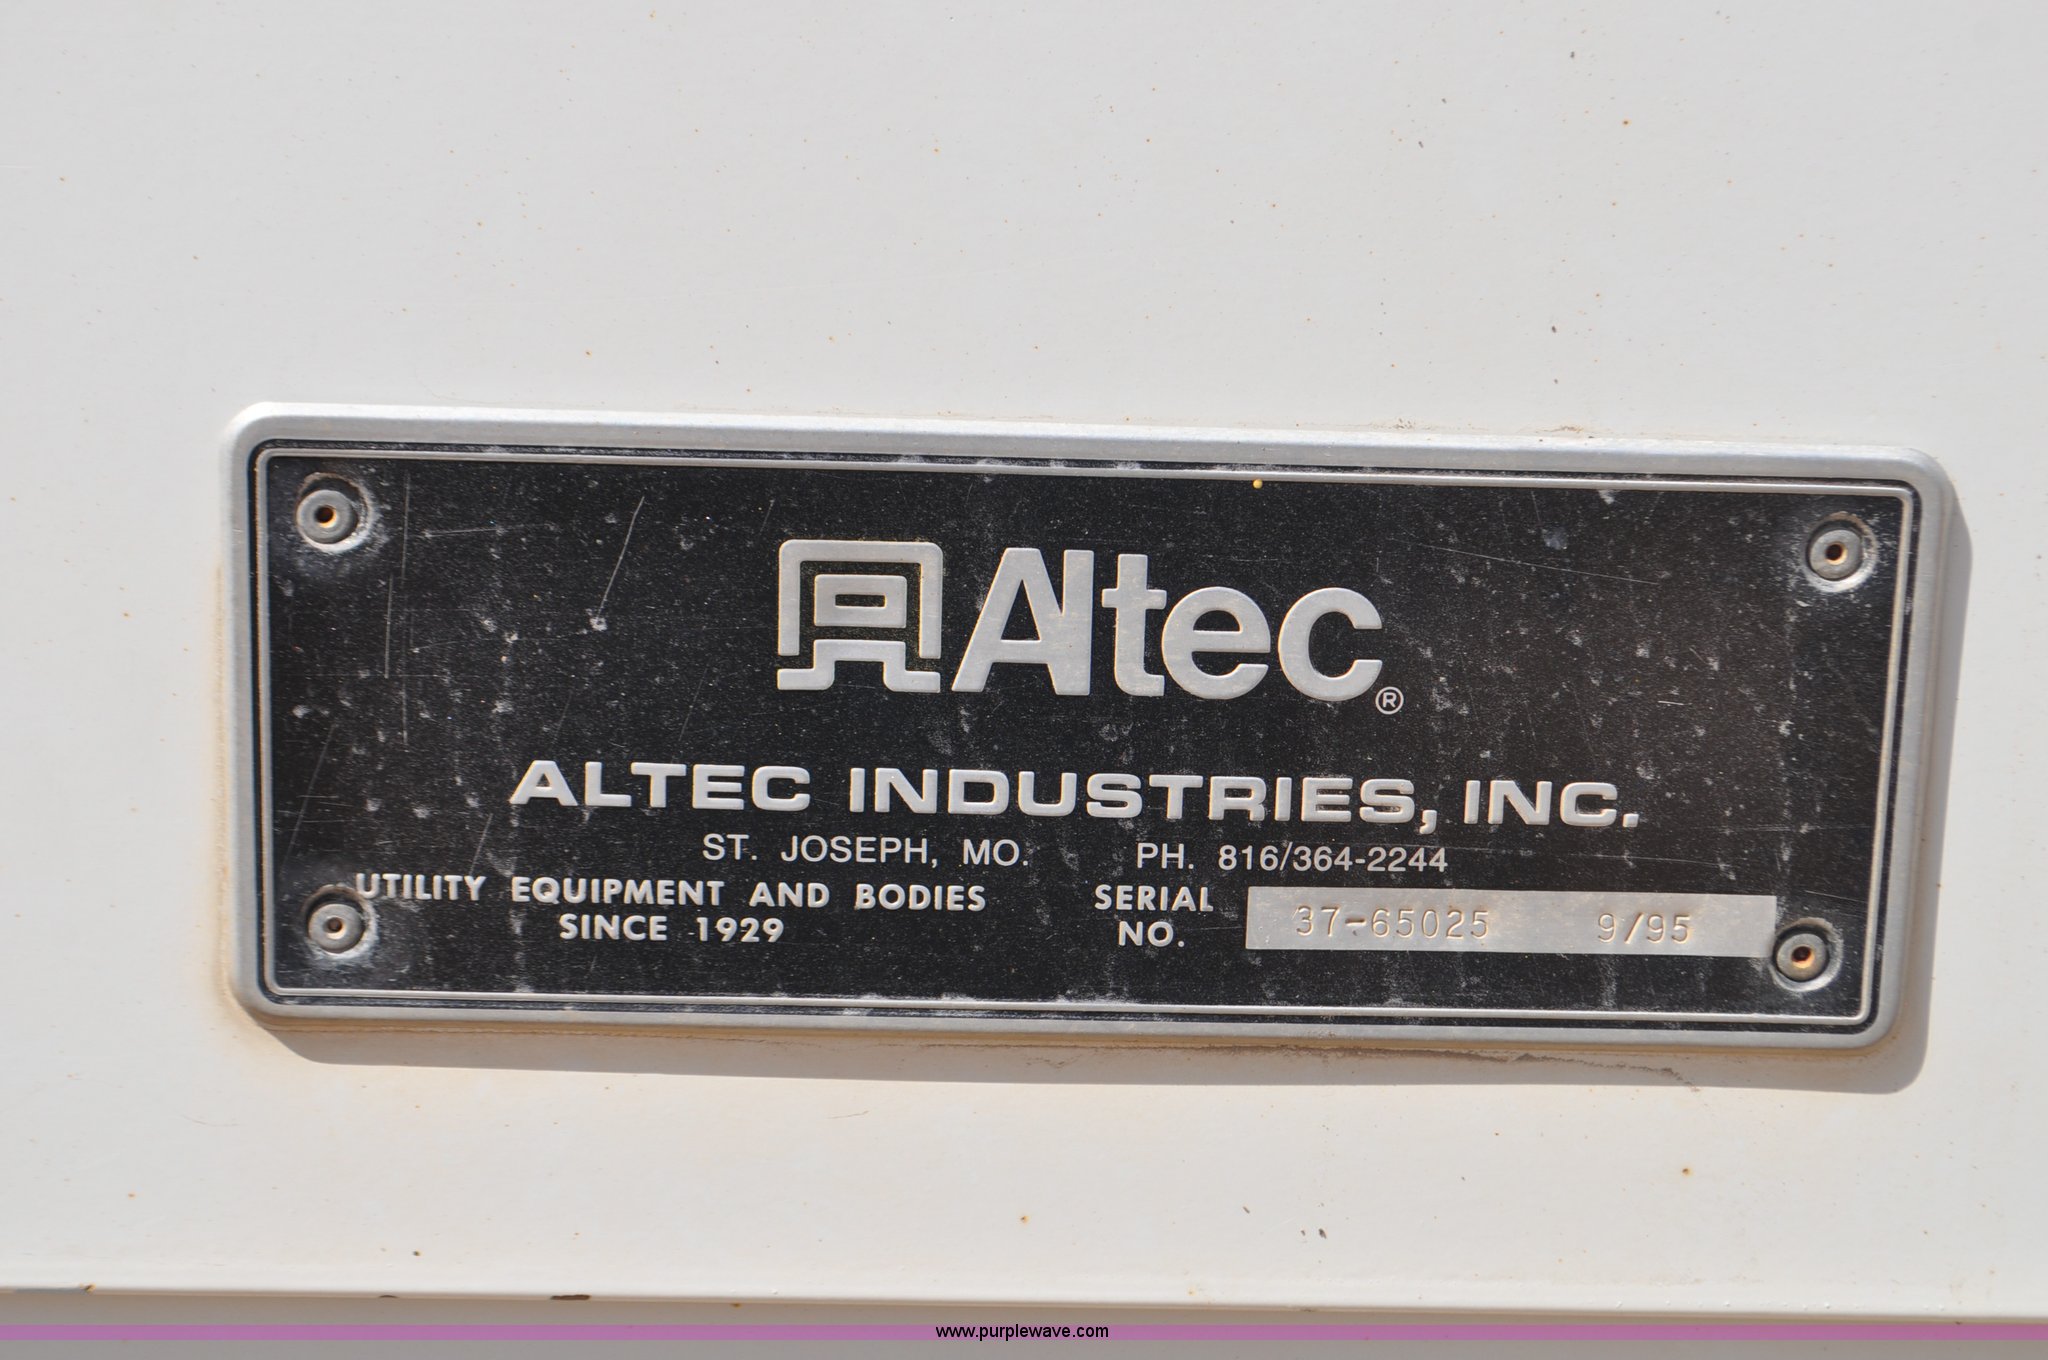 Altec®
ALTEC INDUSTRIES, INC.
ST. JOSEPH, MO. PH. 816/364-2244
UTILITY EQUIPMENT AND BODIES
SINCE 1929
SERIAL NO. 37-65025 9/95
www.purplewave.com